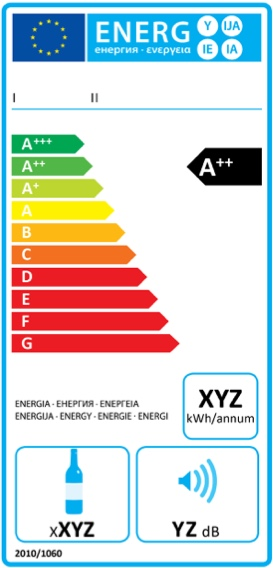 ENERG Y IJA
енергия · ενεργεια IE IA
I II
A+++
A++
A++
A+
A
B
C
D
E
F
G
ENERGIA · ЕНЕРГИЯ · ΕΝΕΡΓΕΙΑ
ENERGIJA · ENERGY · ENERGIE · ENERGI
XYZ
kWh/annum
xXYZ
YZ dB
2010/1060